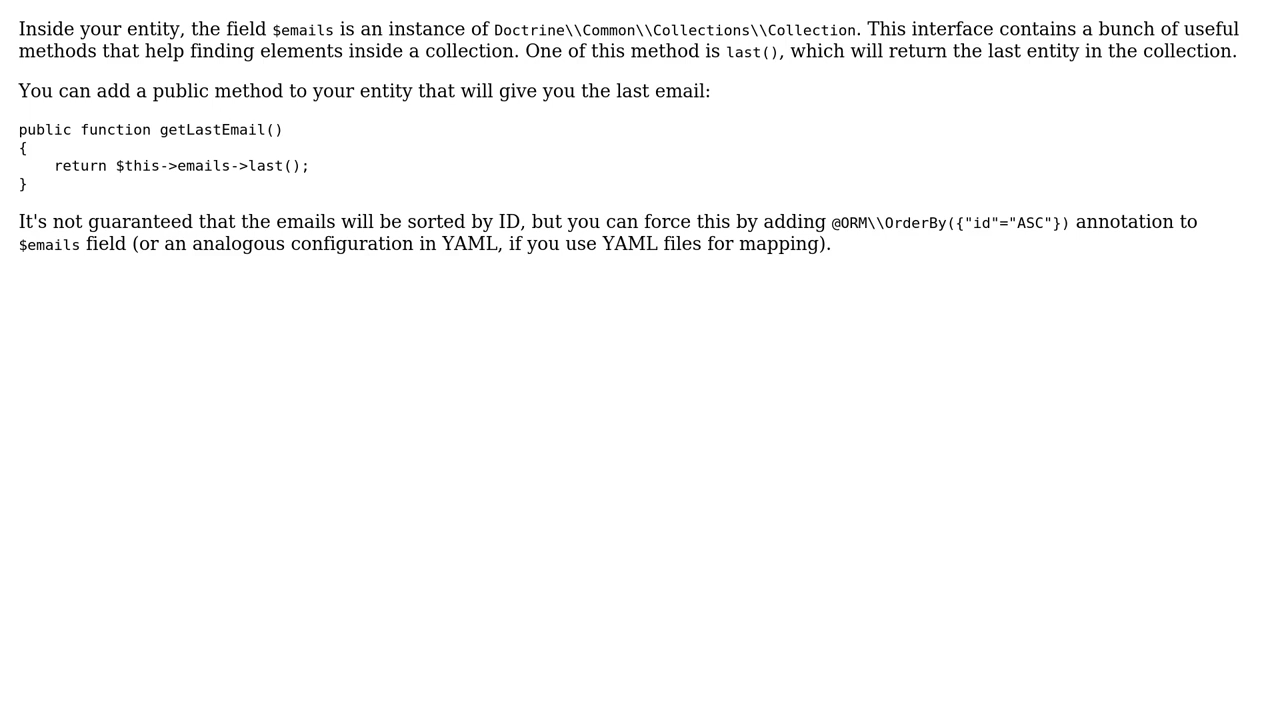 Inside your entity, the field $emails is an instance of Doctrine\\Common\\Collections\\Collection. This interface contains a bunch of useful
methods that help finding elements inside a collection. One of this method is last(), which will return the last entity in the collection.
You can add a public method to your entity that will give you the last email:
public function getLastEmail()
{
    return $this->emails->last();
}
It's not guaranteed that the emails will be sorted by ID, but you can force this by adding @ORM\\OrderBy({"id"="ASC"}) annotation to
$emails field (or an analogous configuration in YAML, if you use YAML files for mapping).